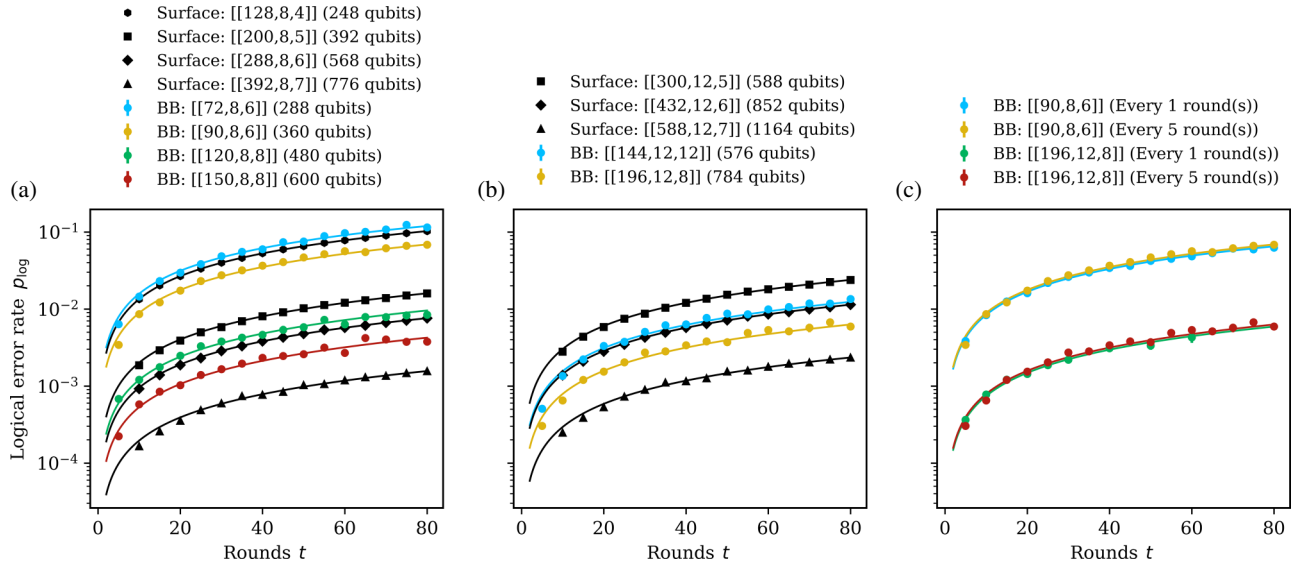 (a)
Surface: [[128,8,4]] (248 qubits)
Surface: [[200,8,5]] (392 qubits)
Surface: [[288,8,6]] (568 qubits)
Surface: [[392,8,7]] (776 qubits)
BB: [[72,8,6]] (288 qubits)
BB: [[90,8,6]] (360 qubits)
BB: [[120,8,8]] (480 qubits)
BB: [[150,8,8]] (600 qubits)
Logical error rate p_log
10⁻¹
10⁻²
10⁻³
10⁻⁴
0 20 40 60 80
Rounds t
(b)
Surface: [[300,12,5]] (588 qubits)
Surface: [[432,12,6]] (852 qubits)
Surface: [[588,12,7]] (1164 qubits)
BB: [[144,12,12]] (576 qubits)
BB: [[196,12,8]] (784 qubits)
0 20 40 60 80
Rounds t
(c)
BB: [[90,8,6]] (Every 1 round(s))
BB: [[90,8,6]] (Every 5 round(s))
BB: [[196,12,8]] (Every 1 round(s))
BB: [[196,12,8]] (Every 5 round(s))
0 20 40 60 80
Rounds t